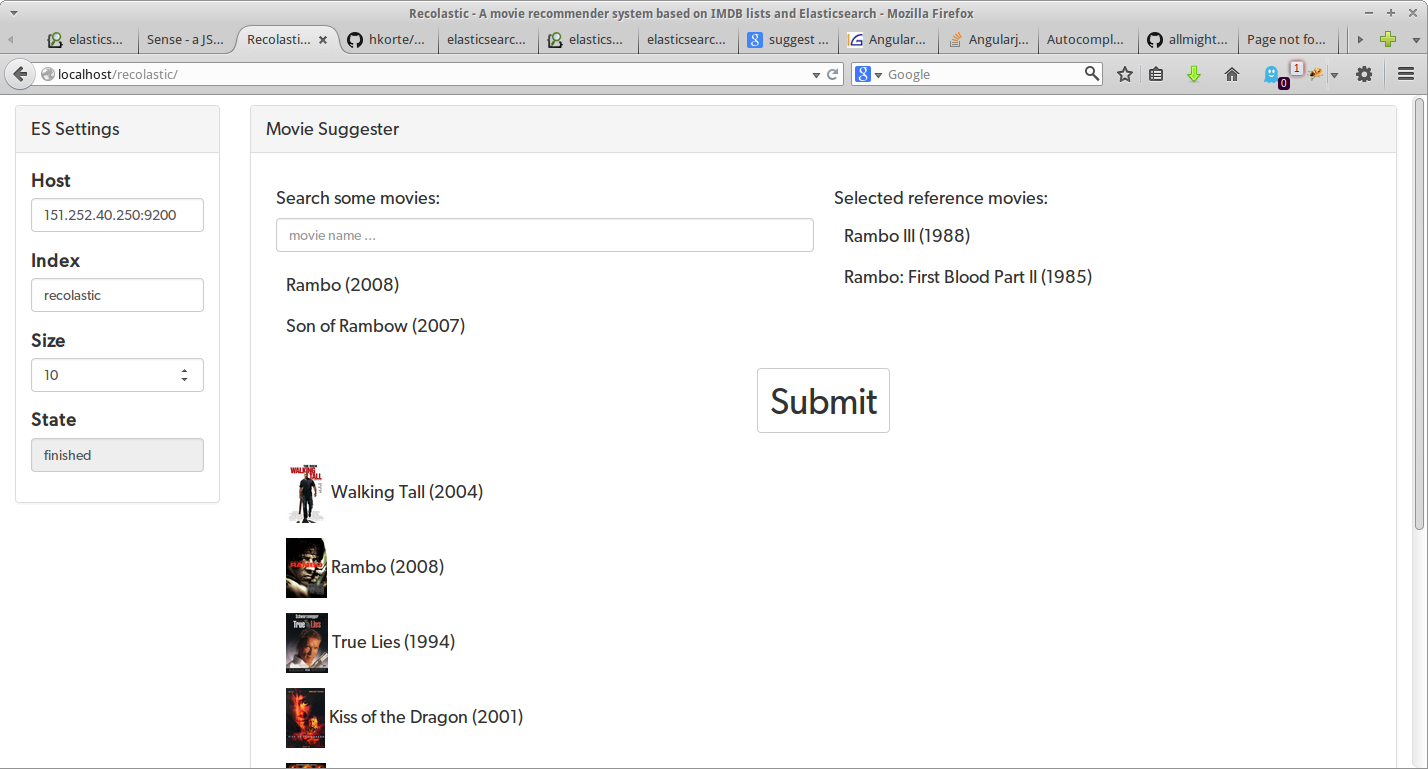 Recolastic - A movie recommender system based on IMDB lists and Elasticsearch - Mozilla Firefox
elastics... Sense - a JS... Recolasti... hkorte/... elasticsearc... elastics... elasticsearc... suggest ... Angular... Angularj... Autocompl... allmight... Page not fo...
localhost/recolastic/ Google 0 1
ES Settings
Host
151.252.40.250:9200
Index
recolastic
Size
10
State
finished
Movie Suggester
Search some movies:
movie name ...
Rambo (2008)
Son of Rambow (2007)
Selected reference movies:
Rambo III (1988)
Rambo: First Blood Part II (1985)
Submit
WALKING
TALL
Walking Tall (2004)
Rambo (2008)
True Lies
True Lies (1994)
Kiss of the Dragon (2001)